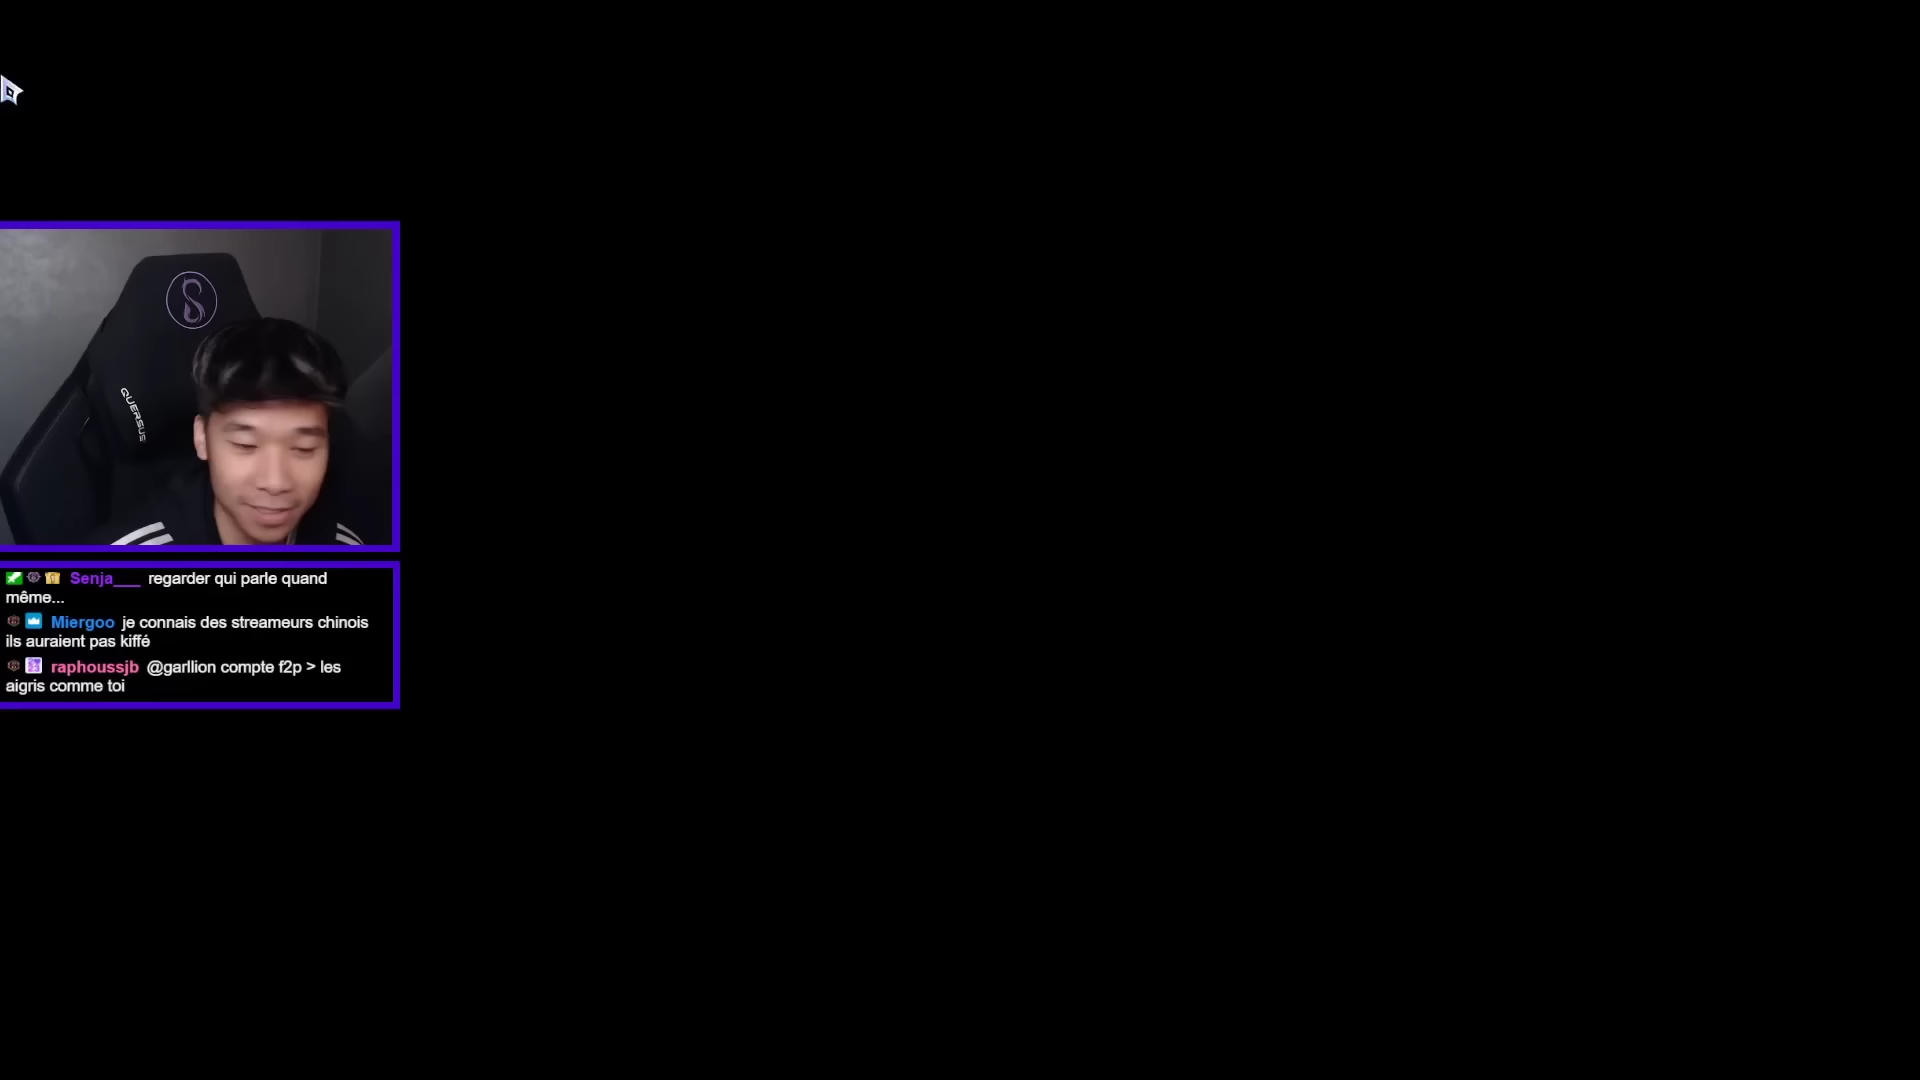 QUERSUS
Senja___ regarder qui parle quand
même...
Miergoo je connais des streameurs chinois
ils auraient pas kiffé
raphoussjb @garllion compte f2p > les
aigris comme toi